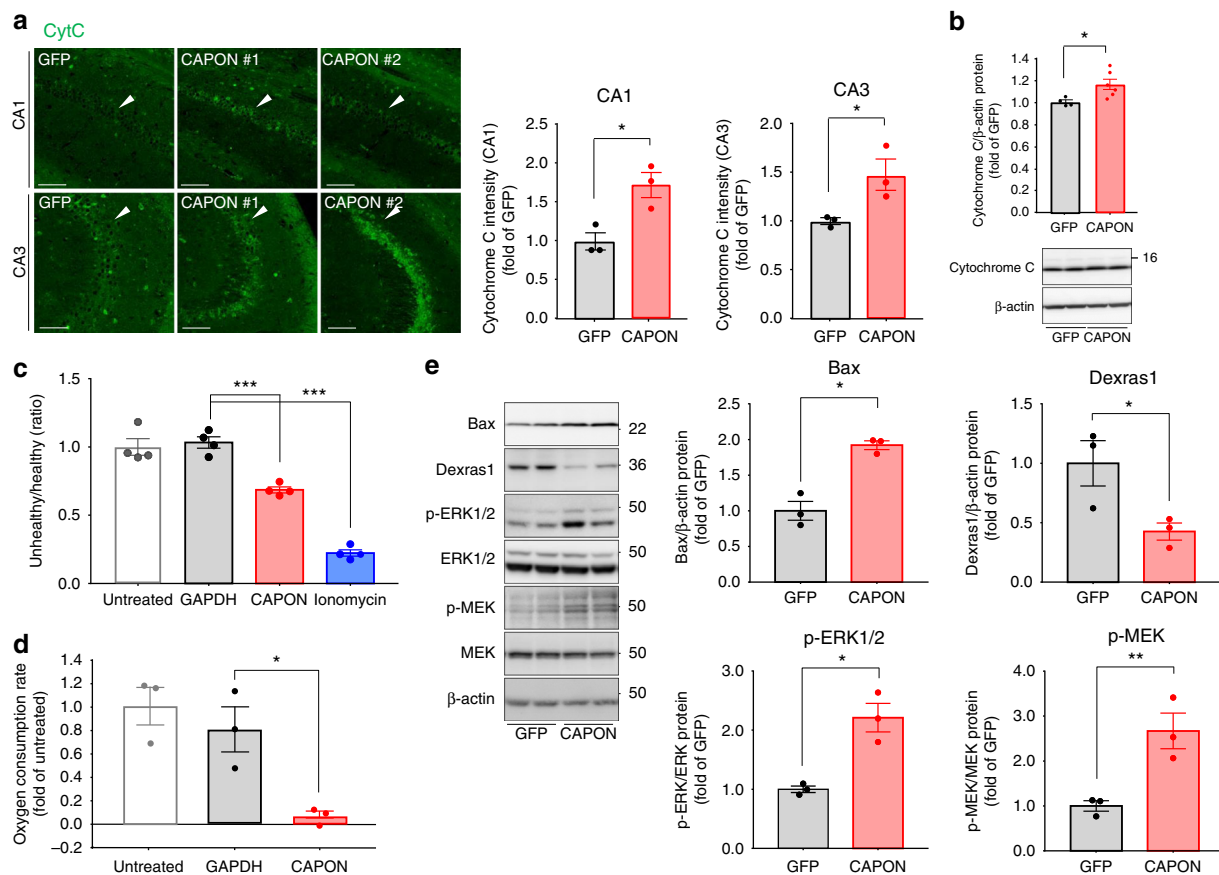 a
CytC
GFP
CAPON #1
CAPON #2
CA1
GFP
CAPON #1
CAPON #2
CA3
CA1
Cytochrome C intensity (CA1)
(fold of GFP)
2.5
2.0
1.5
1.0
0.5
0.0
*
GFP
CAPON
CA3
Cytochrome C intensity (CA3)
(fold of GFP)
2.0
1.5
1.0
0.5
0.0
*
GFP
CAPON
b
Cytochrome C/β-actin protein
(fold of GFP)
1.4
1.2
1.0
0.8
0.6
0.4
0.2
0.0
*
GFP
CAPON
Cytochrome C
16
β-actin
GFP
CAPON
c
Unhealthy/healthy (ratio)
1.5
1.0
0.5
0.0
***
***
Untreated
GAPDH
CAPON
Ionomycin
d
Oxygen consumption rate
(fold of untreated)
1.4
1.2
1.0
0.8
0.6
0.4
0.2
0.0
–0.2
*
Untreated
GAPDH
CAPON
e
Bax
22
Dexras1
36
p-ERK1/2
50
ERK1/2
50
p-MEK
50
MEK
50
β-actin
50
GFP
CAPON
Bax
Bax/β-actin protein
(fold of GFP)
2.5
2.0
1.5
1.0
0.5
0.0
*
GFP
CAPON
Dexras1
Dexras1/β-actin protein
(fold of GFP)
1.5
1.0
0.5
0.0
*
GFP
CAPON
p-ERK1/2
p-ERK/ERK protein
(fold of GFP)
3.0
2.0
1.0
0.0
*
GFP
CAPON
p-MEK
p-MEK/MEK protein
(fold of GFP)
4.0
3.0
2.0
1.0
0.0
**
GFP
CAPON